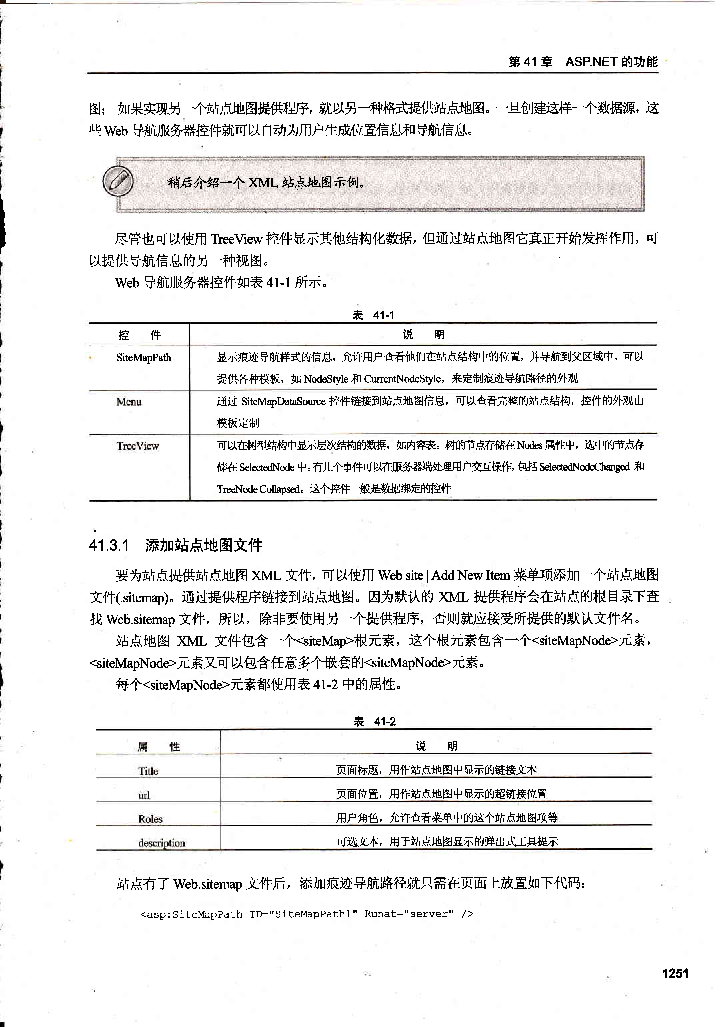 第 41 章 ASP.NET 的功能
图；如果实现另一个站点地图提供程序，就以另一种格式提供站点地图。一旦创建这样一个数据源，这
些 Web 导航服务器控件就可以自动为用户生成位置信息和导航信息。
稍后介绍一个 XML 站点地图示例。
尽管也可以使用 TreeView 控件显示其他结构化数据，但通过站点地图它真正开始发挥作用，可
以提供导航信息的另一种视图。
Web 导航服务器控件如表 41-1 所示。
表 41-1
控 件 说 明
SiteMapPath 显示痕迹导航样式的信息，允许用户查看他们在站点结构中的位置，并导航到父区域中。可以
提供各种模板，如 NodeStyle 和 CurrentNodeStyle，来定制痕迹导航路径的外观
Menu 通过 SiteMapDataSource 控件链接到站点地图信息，可以查看完整的站点结构。控件的外观由
模板定制
TreeView 可以在树型结构中显示层次结构的数据，如内容表。树的节点存储在 Nodes 属性中，选中的节点存
储在 SelectedNode 中。有几个事件可以在服务器端处理用户交互操作，包括 SelectedNodeChanged 和
TreeNodeCollapsed。这个控件一般是数据绑定的控件
41.3.1 添加站点地图文件
要为站点提供站点地图 XML 文件，可以使用 Web site | Add New Item 菜单项添加一个站点地图
文件(.sitemap)。通过提供程序链接到站点地图。因为默认的 XML 提供程序会在站点的根目录下查
找 Web.sitemap 文件，所以，除非要使用另一个提供程序，否则就应接受所提供的默认文件名。
站点地图 XML 文件包含一个<siteMap>根元素，这个根元素包含一个<siteMapNode>元素，
<siteMapNode>元素又可以包含任意多个嵌套的<siteMapNode>元素。
每个<siteMapNode>元素都使用表 41-2 中的属性。
表 41-2
属 性 说 明
Title 页面标题，用作站点地图中显示的链接文本
url 页面位置，用作站点地图中显示的超链接位置
Roles 用户角色，允许查看菜单中的这个站点地图项等
description 可选文本，用于站点地图显示的弹出式工具提示
站点有了 Web.sitemap 文件后，添加痕迹导航路径就只需在页面上放置如下代码：
<asp:SiteMapPath ID="SiteMapPath1" Runat="server" />
1251